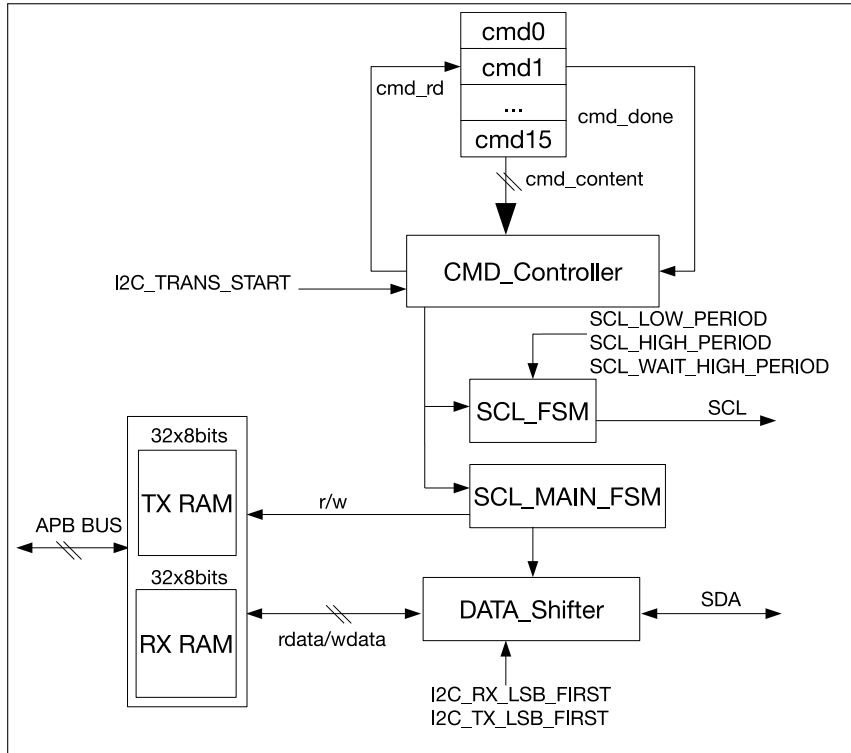 cmd0
cmd1
...
cmd15
cmd_rd
cmd_done
cmd_content
CMD_Controller
I2C_TRANS_START
SCL_LOW_PERIOD
SCL_HIGH_PERIOD
SCL_WAIT_HIGH_PERIOD
SCL_FSM
SCL
32x8bits
TX RAM
SCL_MAIN_FSM
r/w
APB BUS
32x8bits
RX RAM
rdata/wdata
DATA_Shifter
SDA
I2C_RX_LSB_FIRST
I2C_TX_LSB_FIRST